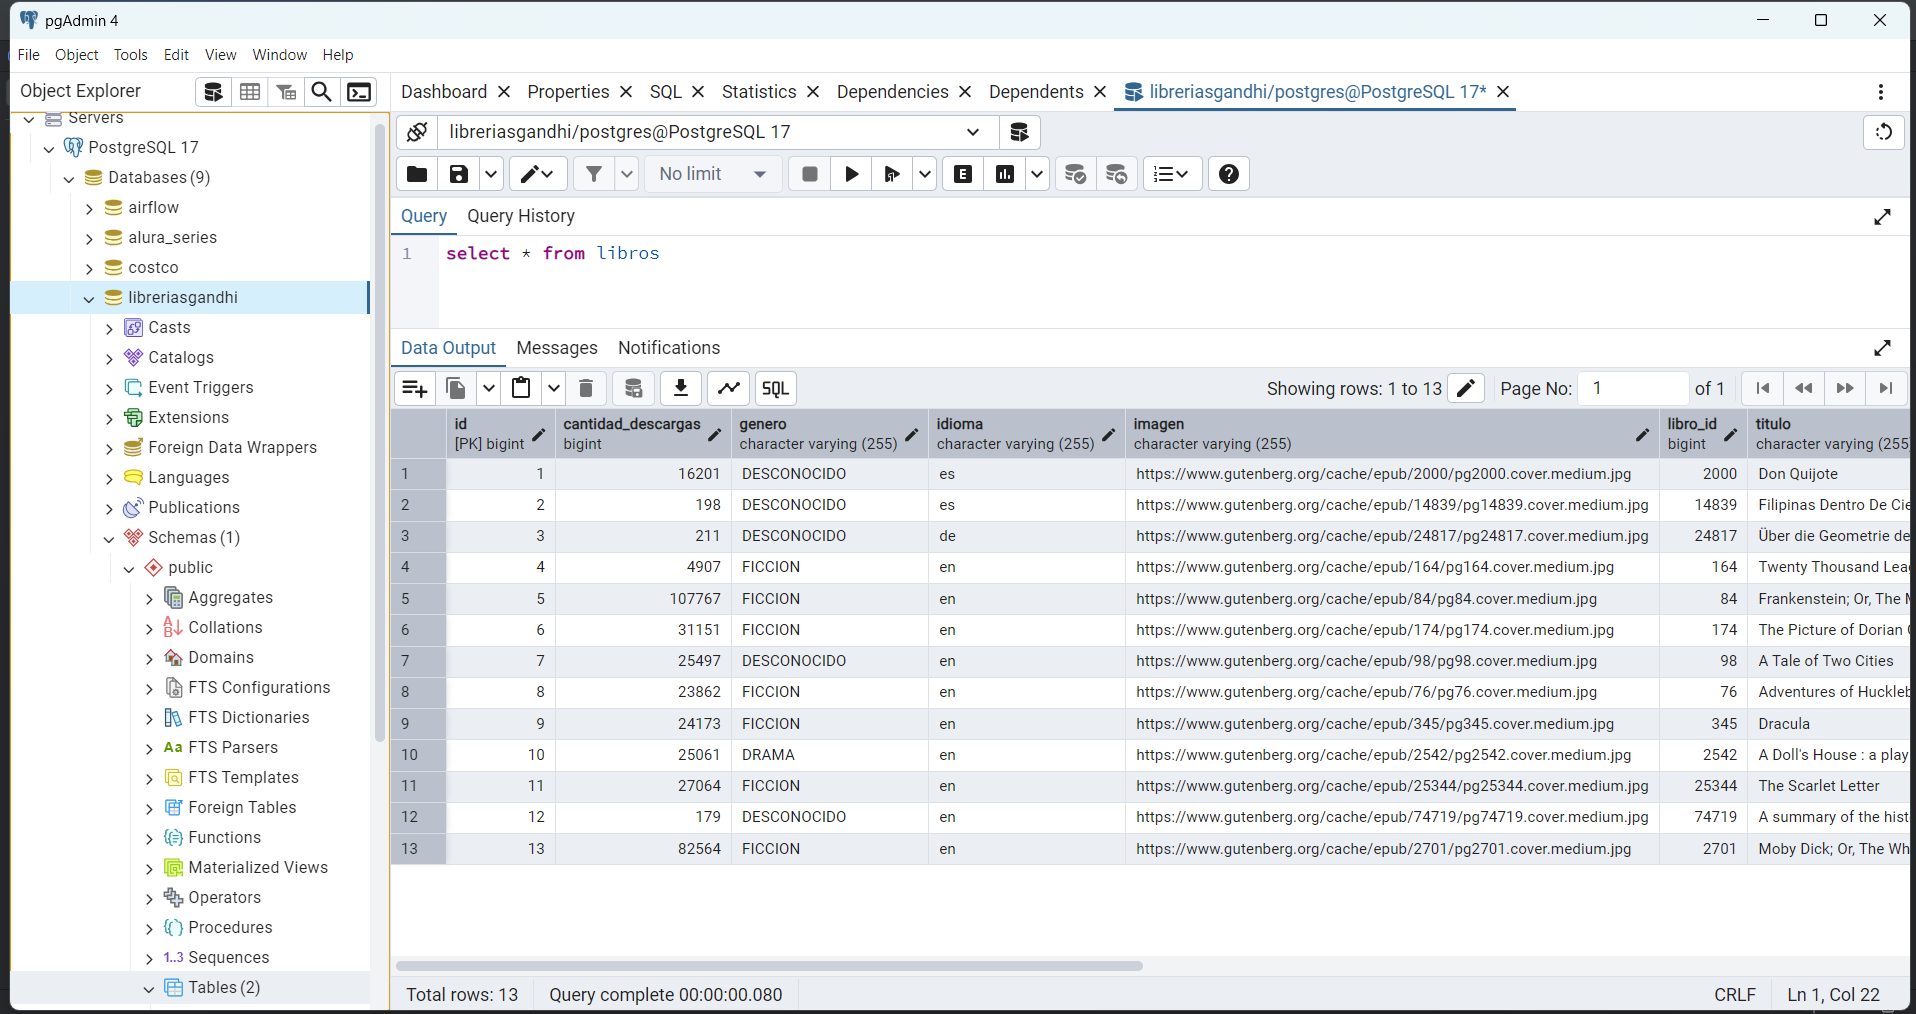 pgAdmin 4
File Object Tools Edit View Window Help
Object Explorer
Servers
PostgreSQL 17
Databases (9)
airflow
alura_series
costco
libreriasgandhi
Casts
Catalogs
Event Triggers
Extensions
Foreign Data Wrappers
Languages
Publications
Schemas (1)
public
Aggregates
Collations
Domains
FTS Configurations
FTS Dictionaries
Aa FTS Parsers
FTS Templates
Foreign Tables
Functions
Materialized Views
Operators
Procedures
1..3 Sequences
Tables (2)
Dashboard Properties SQL Statistics Dependencies Dependents libreriasgandhi/postgres@PostgreSQL 17*
libreriasgandhi/postgres@PostgreSQL 17
No limit E
Query Query History
1 select * from libros
Data Output Messages Notifications
SQL Showing rows: 1 to 13 Page No: 1 of 1
id cantidad_descargas genero idioma imagen libro_id titulo
[PK] bigint bigint character varying (255) character varying (255) character varying (255) bigint character varying (255
1 1 16201 DESCONOCIDO es https://www.gutenberg.org/cache/epub/2000/pg2000.cover.medium.jpg 2000 Don Quijote
2 2 198 DESCONOCIDO es https://www.gutenberg.org/cache/epub/14839/pg14839.cover.medium.jpg 14839 Filipinas Dentro De Cie
3 3 211 DESCONOCIDO de https://www.gutenberg.org/cache/epub/24817/pg24817.cover.medium.jpg 24817 Über die Geometrie de
4 4 4907 FICCION en https://www.gutenberg.org/cache/epub/164/pg164.cover.medium.jpg 164 Twenty Thousand Lea
5 5 107767 FICCION en https://www.gutenberg.org/cache/epub/84/pg84.cover.medium.jpg 84 Frankenstein; Or, The M
6 6 31151 FICCION en https://www.gutenberg.org/cache/epub/174/pg174.cover.medium.jpg 174 The Picture of Dorian
7 7 25497 DESCONOCIDO en https://www.gutenberg.org/cache/epub/98/pg98.cover.medium.jpg 98 A Tale of Two Cities
8 8 23862 FICCION en https://www.gutenberg.org/cache/epub/76/pg76.cover.medium.jpg 76 Adventures of Huckleb
9 9 24173 FICCION en https://www.gutenberg.org/cache/epub/345/pg345.cover.medium.jpg 345 Dracula
10 10 25061 DRAMA en https://www.gutenberg.org/cache/epub/2542/pg2542.cover.medium.jpg 2542 A Doll's House : a play
11 11 27064 FICCION en https://www.gutenberg.org/cache/epub/25344/pg25344.cover.medium.jpg 25344 The Scarlet Letter
12 12 179 DESCONOCIDO en https://www.gutenberg.org/cache/epub/74719/pg74719.cover.medium.jpg 74719 A summary of the hist
13 13 82564 FICCION en https://www.gutenberg.org/cache/epub/2701/pg2701.cover.medium.jpg 2701 Moby Dick; Or, The Wh
Total rows: 13 Query complete 00:00:00.080 CRLF Ln 1, Col 22